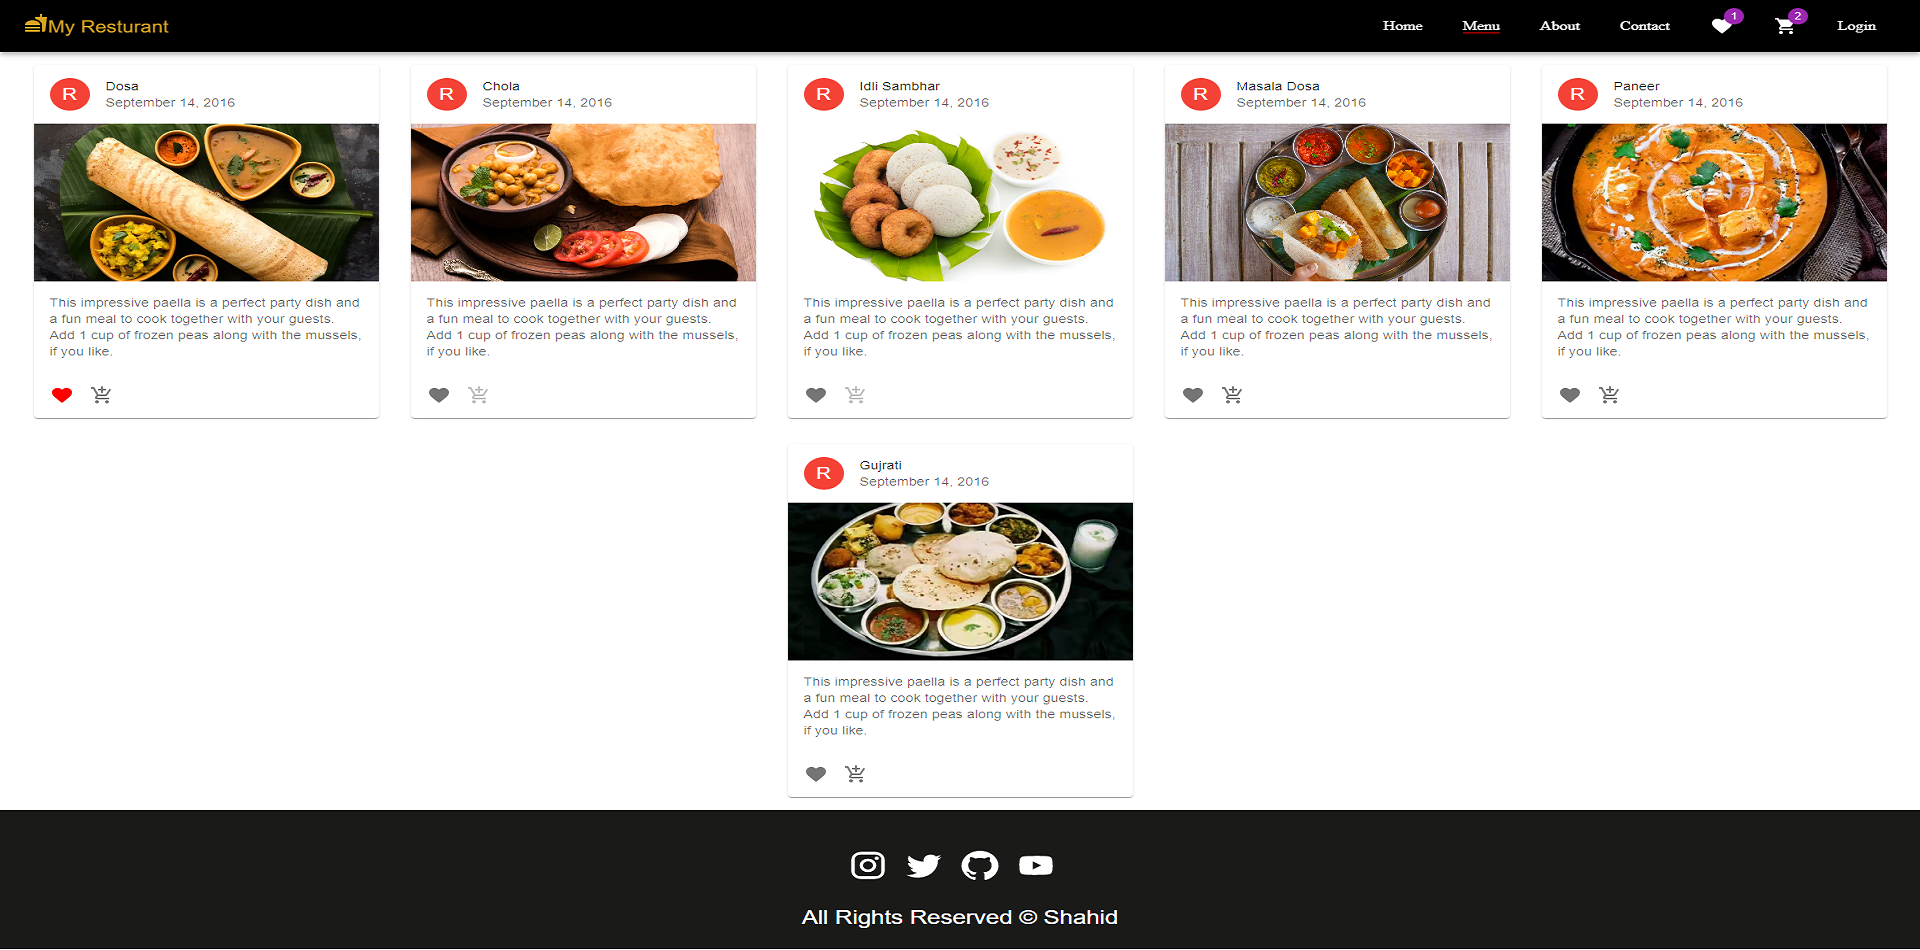 My Resturant
Home
Menu
About
Contact
1
2
Login
R
Dosa
September 14, 2016
This impressive paella is a perfect party dish and
a fun meal to cook together with your guests.
Add 1 cup of frozen peas along with the mussels,
if you like.
R
Chola
September 14, 2016
This impressive paella is a perfect party dish and
a fun meal to cook together with your guests.
Add 1 cup of frozen peas along with the mussels,
if you like.
R
Idli Sambhar
September 14, 2016
This impressive paella is a perfect party dish and
a fun meal to cook together with your guests.
Add 1 cup of frozen peas along with the mussels,
if you like.
R
Masala Dosa
September 14, 2016
This impressive paella is a perfect party dish and
a fun meal to cook together with your guests.
Add 1 cup of frozen peas along with the mussels,
if you like.
R
Paneer
September 14, 2016
This impressive paella is a perfect party dish and
a fun meal to cook together with your guests.
Add 1 cup of frozen peas along with the mussels,
if you like.
R
Gujrati
September 14, 2016
This impressive paella is a perfect party dish and
a fun meal to cook together with your guests.
Add 1 cup of frozen peas along with the mussels,
if you like.
All Rights Reserved © Shahid